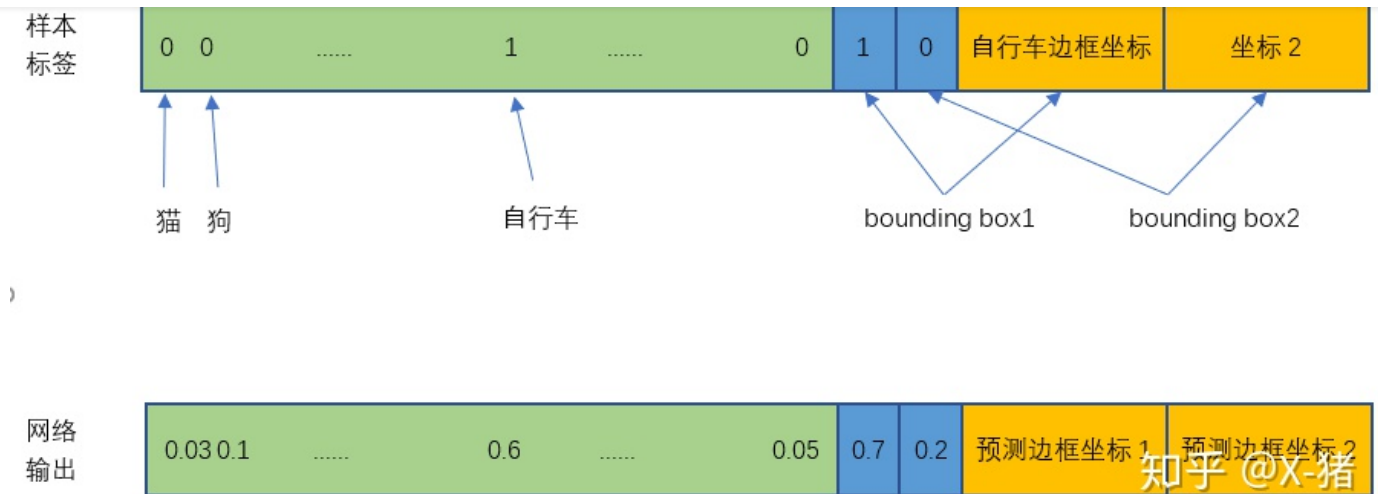 样本
标签
0 0 ...... 1 ...... 0 1 0 自行车边框坐标 坐标 2
猫 狗 自行车 bounding box1 bounding box2
网络
输出
0.03 0.1 ...... 0.6 ...... 0.05 0.7 0.2 预测边框坐标 1 预测边框坐标 2
知乎 @X-猪